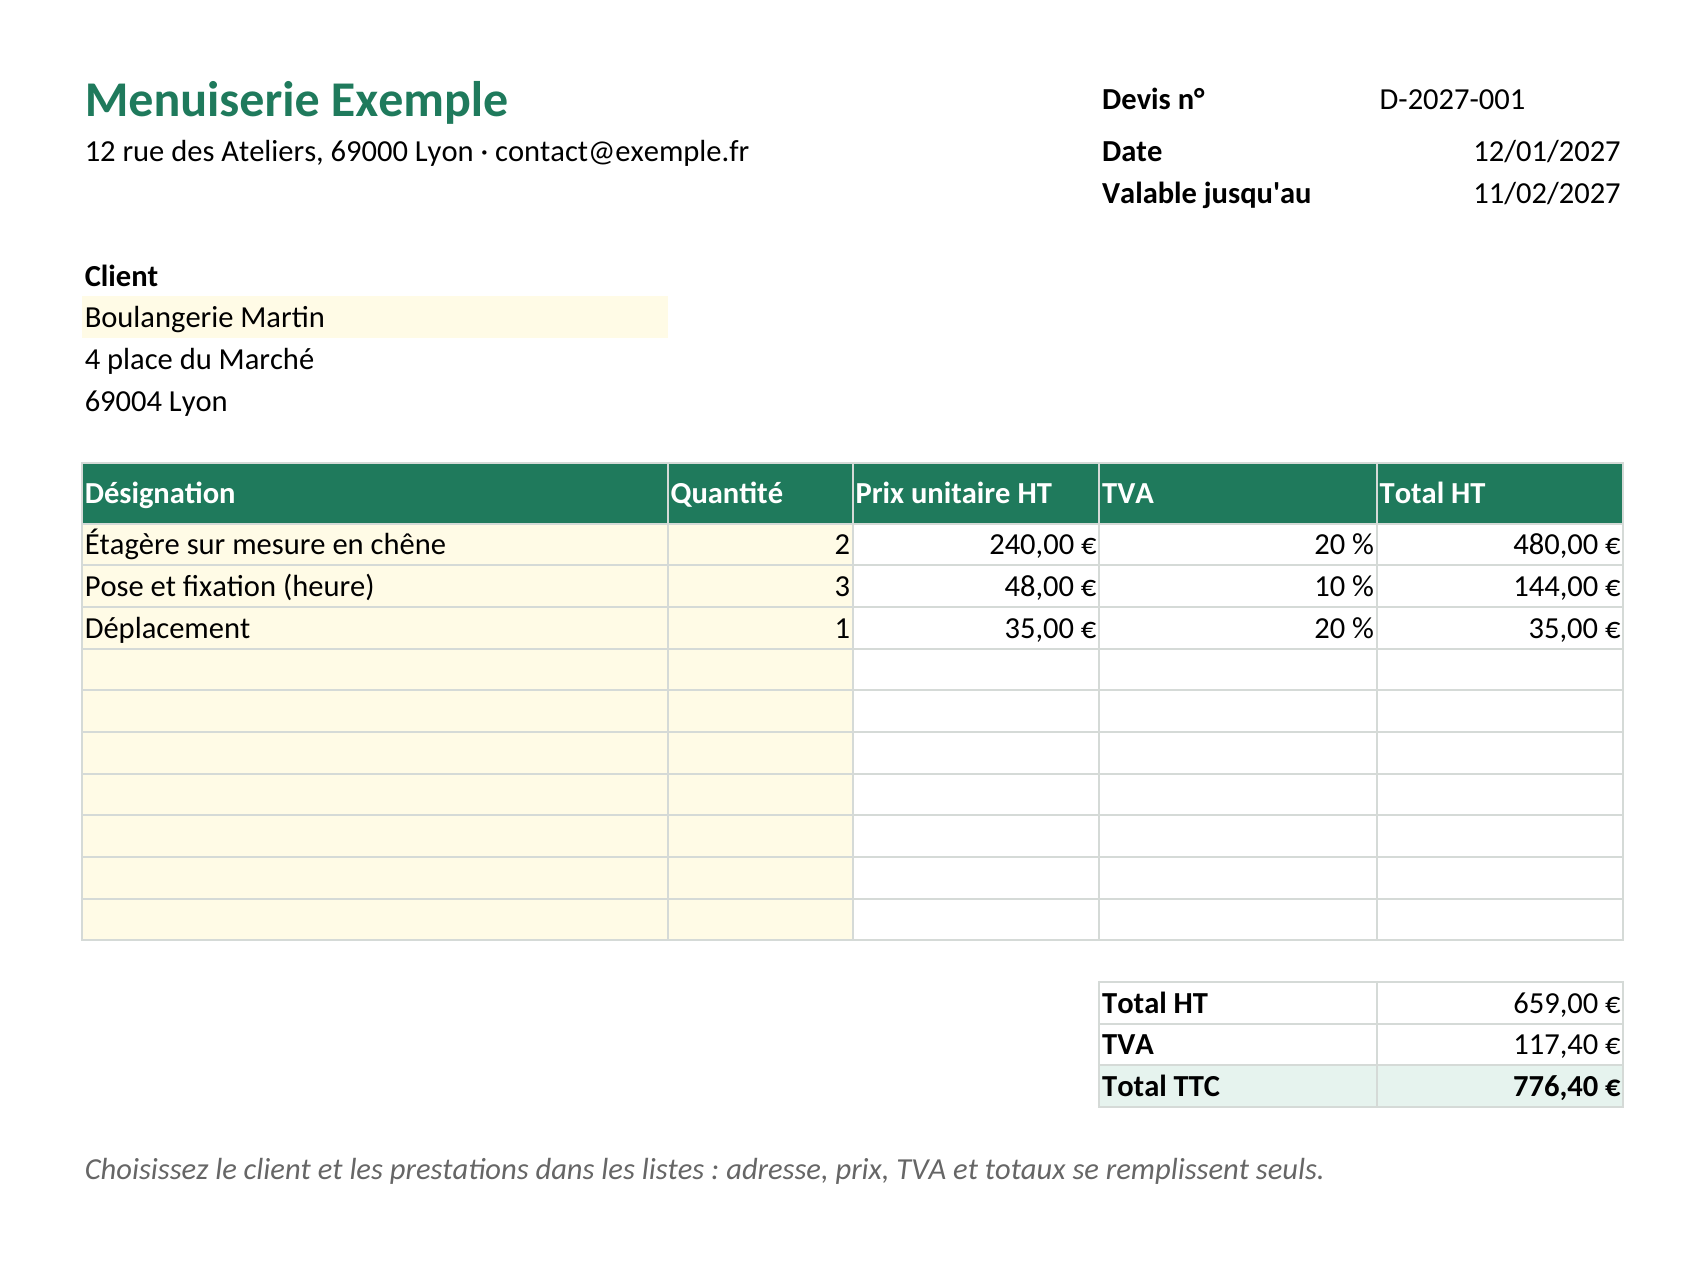 Menuiserie Exemple
Devis n° D-2027-001
12 rue des Ateliers, 69000 Lyon · contact@exemple.fr
Date 12/01/2027
Valable jusqu'au 11/02/2027
Client
Boulangerie Martin
4 place du Marché
69004 Lyon
Désignation Quantité Prix unitaire HT TVA Total HT
Étagère sur mesure en chêne 2 240,00 € 20 % 480,00 €
Pose et fixation (heure) 3 48,00 € 10 % 144,00 €
Déplacement 1 35,00 € 20 % 35,00 €
Total HT 659,00 €
TVA 117,40 €
Total TTC 776,40 €
Choisissez le client et les prestations dans les listes : adresse, prix, TVA et totaux se remplissent seuls.